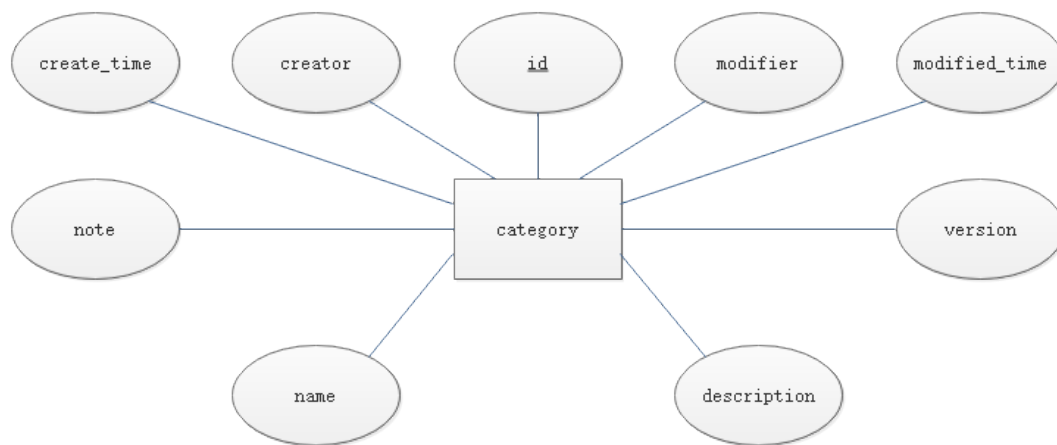 create_time
creator
id
modifier
modified_time
note
category
version
name
description